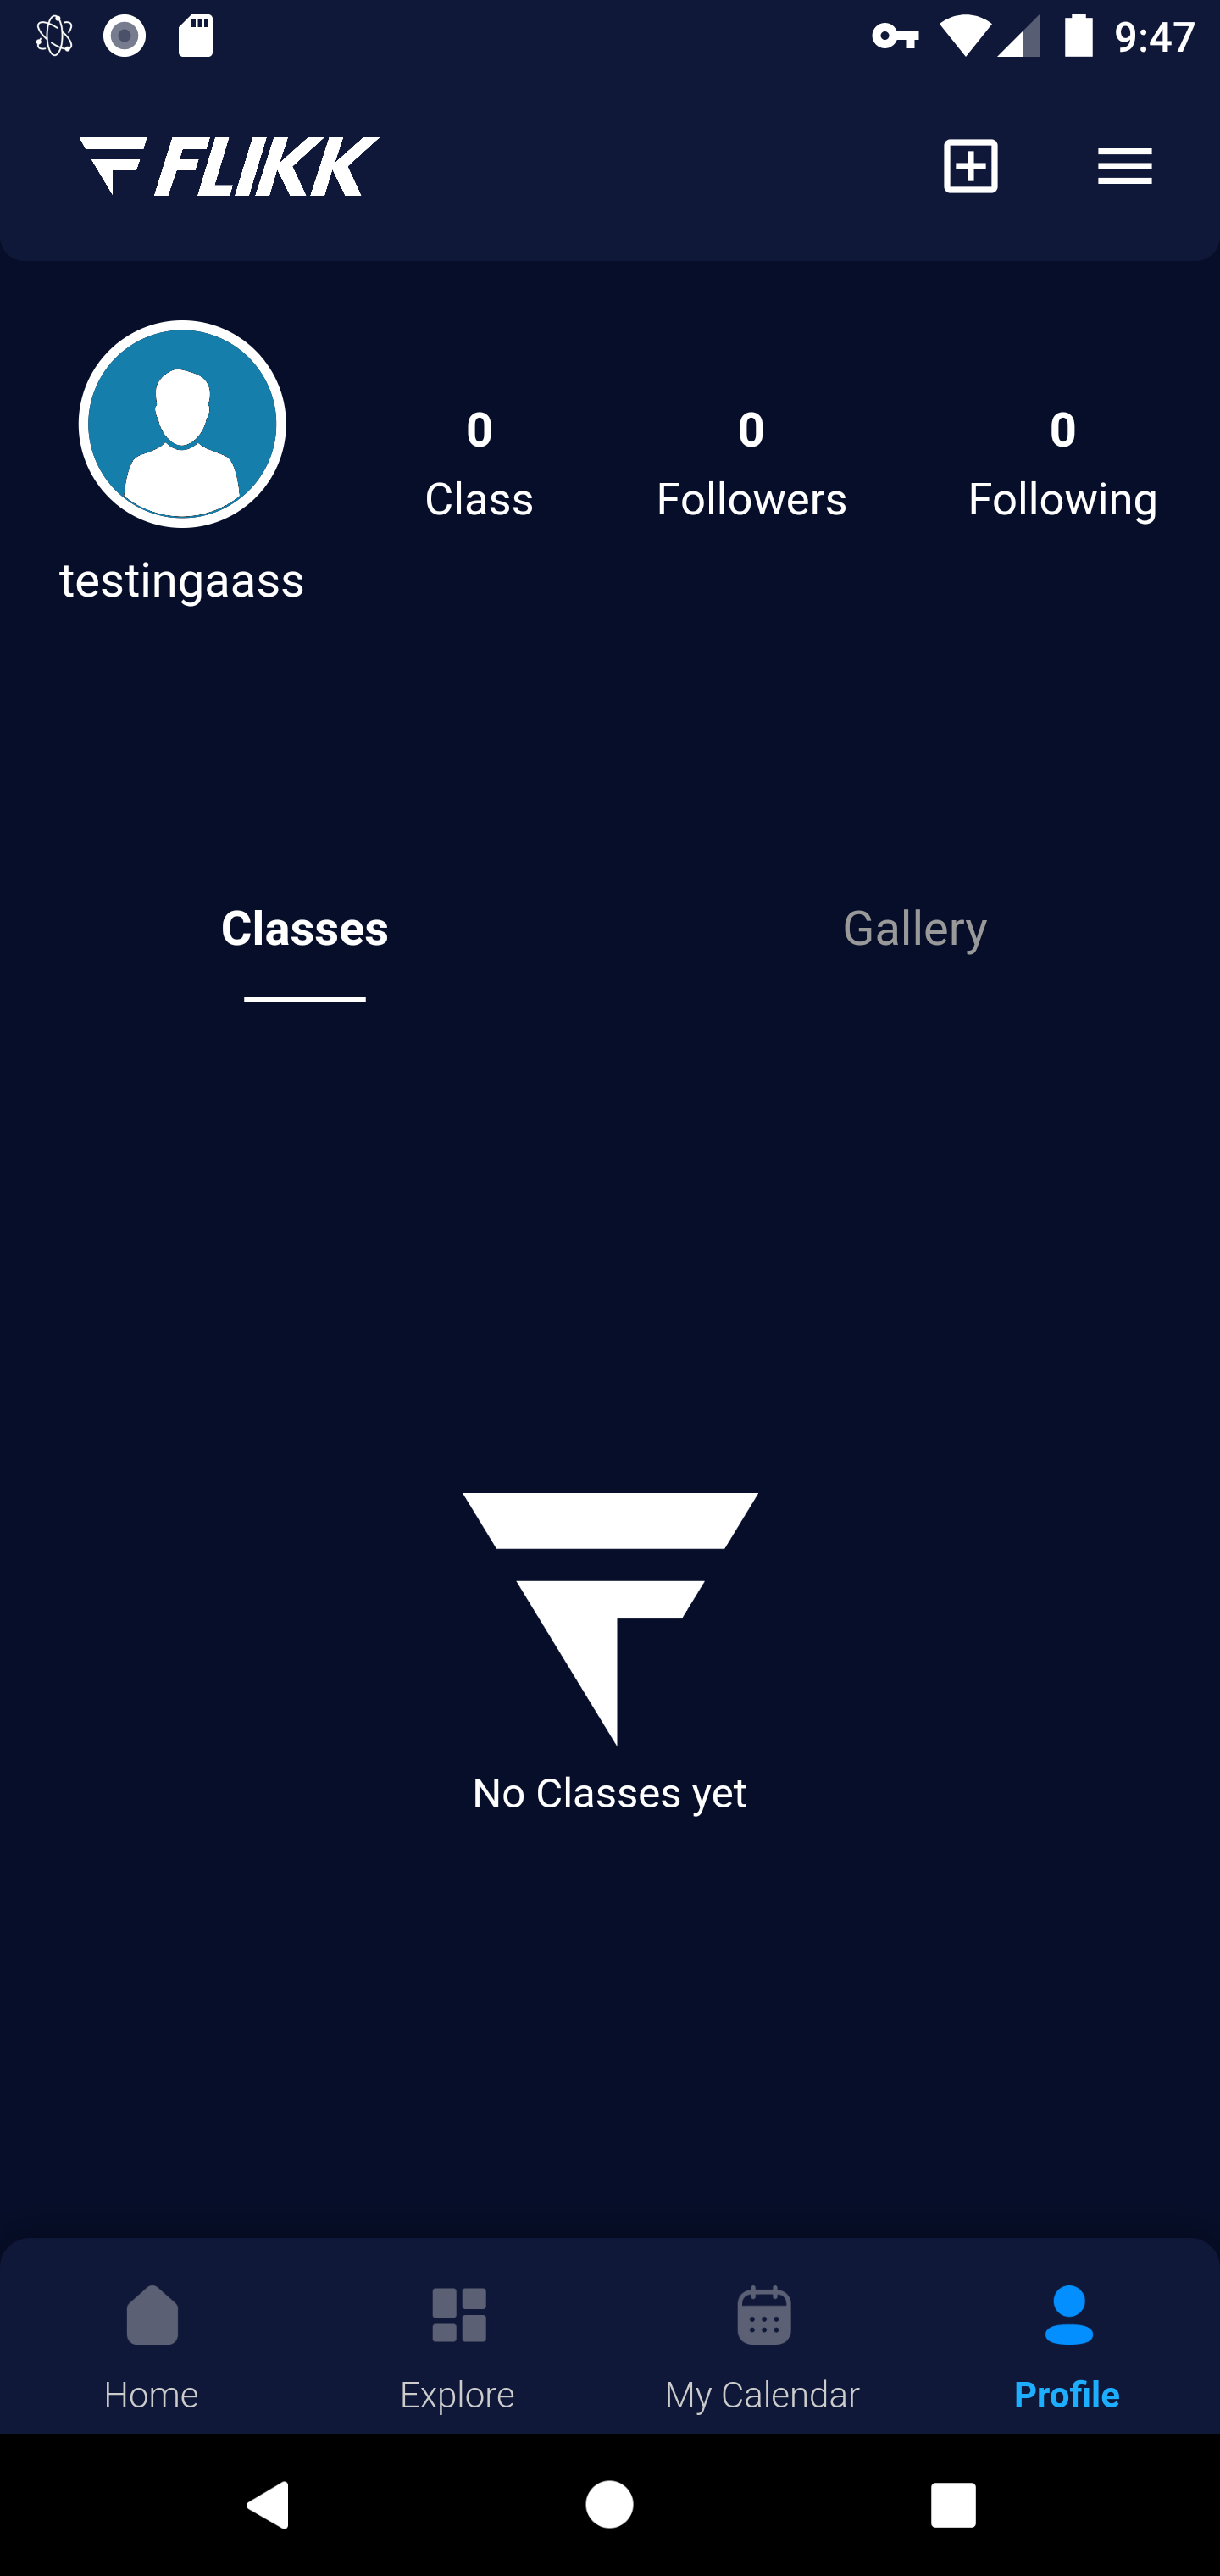 9:47
FLIKK
0 0 0
Class Followers Following
testingaass
Classes Gallery
No Classes yet
Home Explore My Calendar Profile